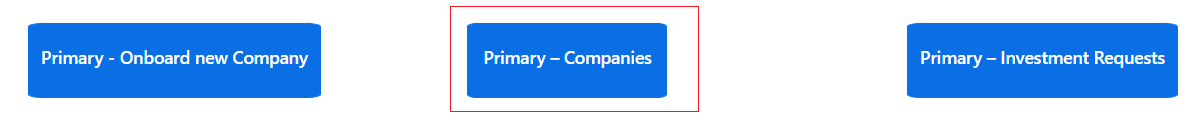 Primary - Onboard new Company
Primary – Companies
Primary – Investment Requests